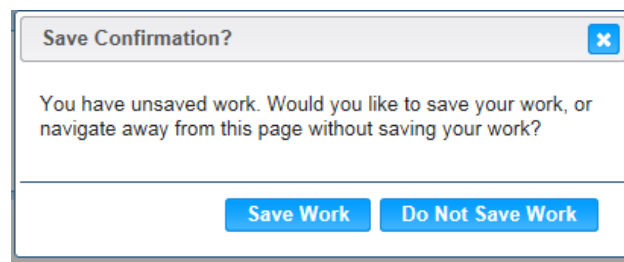 Save Confirmation?
You have unsaved work. Would you like to save your work, or
navigate away from this page without saving your work?
Save Work Do Not Save Work